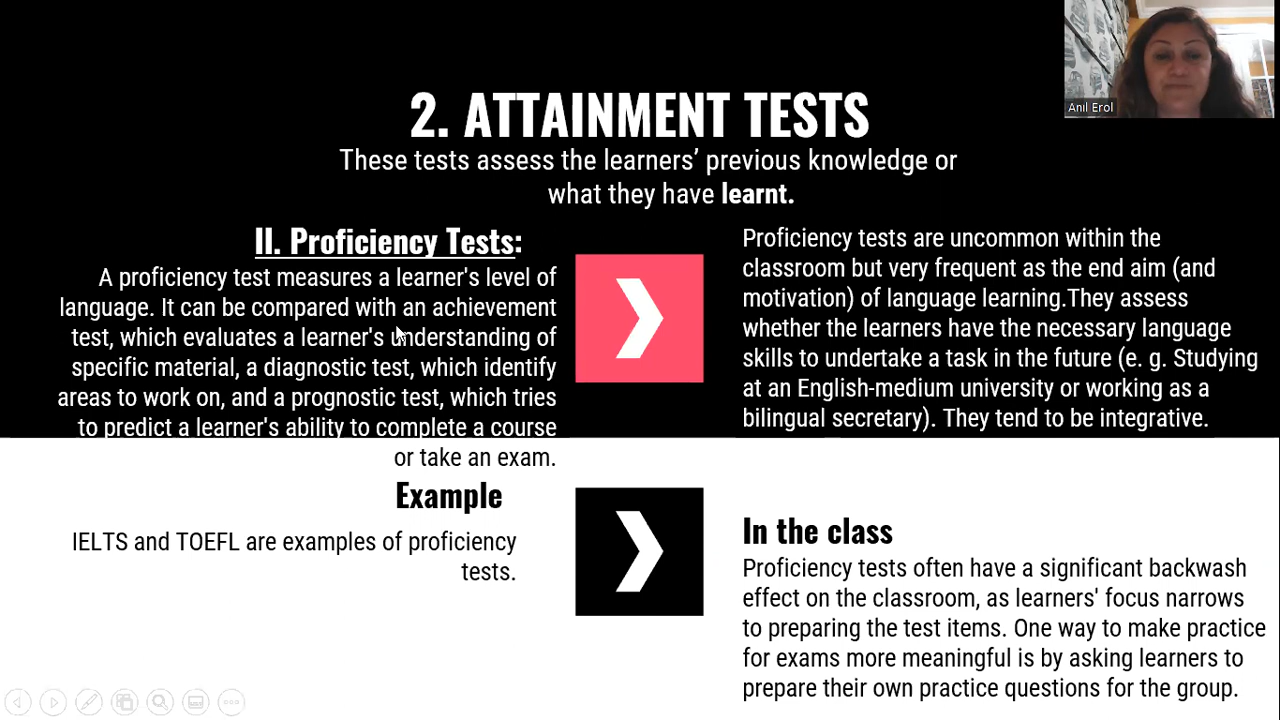 Anil Erol
2. ATTAINMENT TESTS
These tests assess the learners' previous knowledge or
what they have learnt.
II. Proficiency Tests:
A proficiency test measures a learner's level of
language. It can be compared with an achievement
test, which evaluates a learner's understanding of
specific material, a diagnostic test, which identify
areas to work on, and a prognostic test, which tries
to predict a learner's ability to complete a course
or take an exam.
Proficiency tests are uncommon within the
classroom but very frequent as the end aim (and
motivation) of language learning.They assess
whether the learners have the necessary language
skills to undertake a task in the future (e. g. Studying
at an English-medium university or working as a
bilingual secretary). They tend to be integrative.
Example
IELTS and TOEFL are examples of proficiency
tests.
In the class
Proficiency tests often have a significant backwash
effect on the classroom, as learners' focus narrows
to preparing the test items. One way to make practice
for exams more meaningful is by asking learners to
prepare their own practice questions for the group.